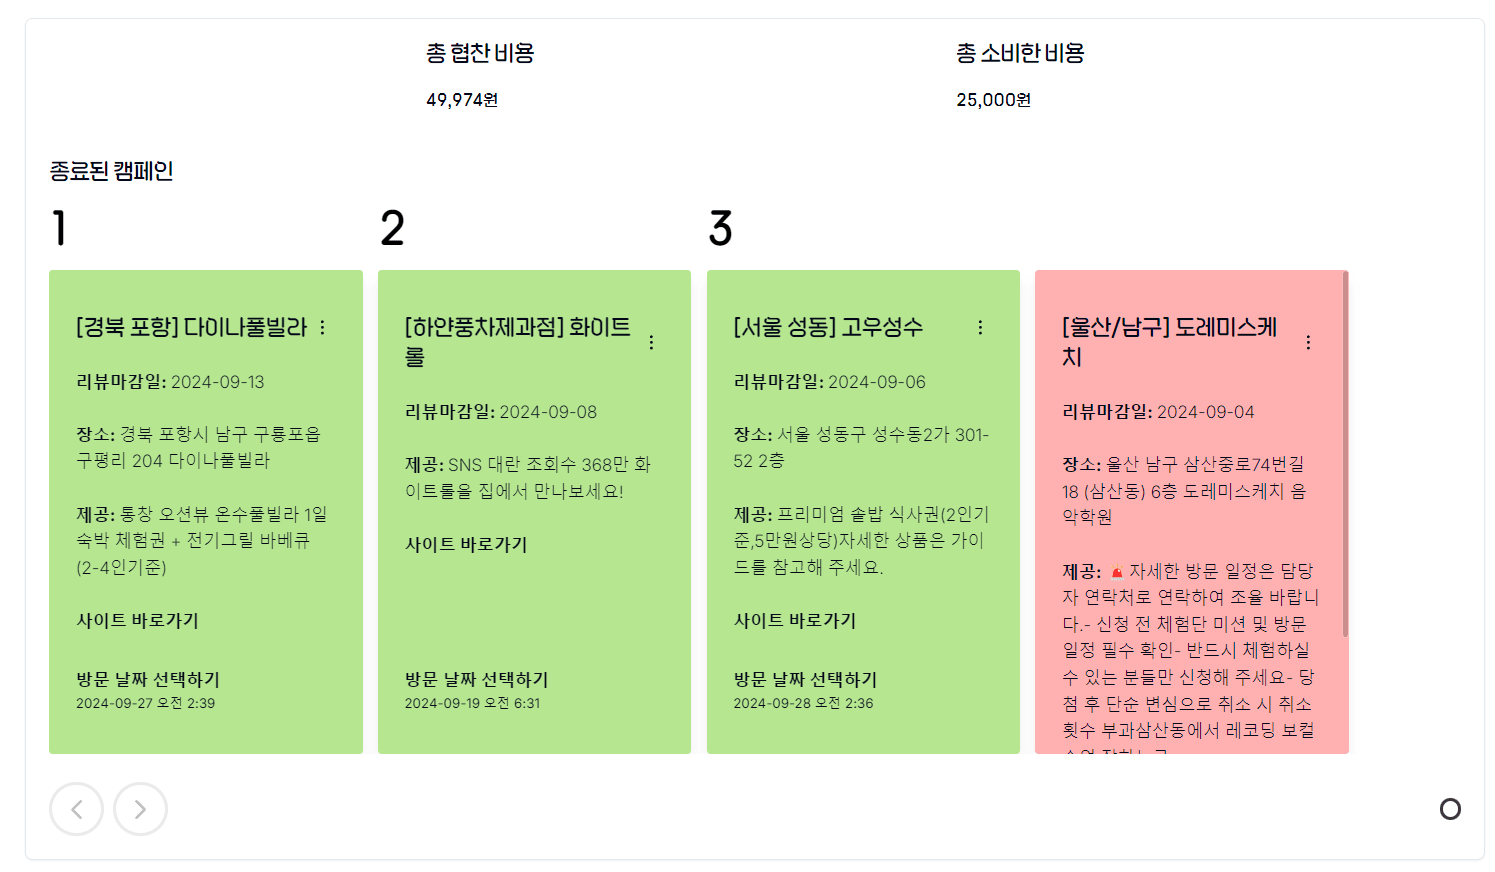 총 협찬 비용
총 소비한 비용
49,974원
25,000원
종료된 캠페인
1
2
3
[경북 포항] 다이나풀빌라
리뷰마감일: 2024-09-13
장소: 경북 포항시 남구 구룡포읍
구평리 204 다이나풀빌라
제공: 통창 오션뷰 온수풀빌라 1일
숙박 체험권 + 전기그릴 바베큐
(2-4인기준)
사이트 바로가기
방문 날짜 선택하기
2024-09-27 오전 2:39
[하얀풍차제과점] 화이트
롤
리뷰마감일: 2024-09-08
제공: SNS 대란 조회수 368만 화
이트롤을 집에서 만나보세요!
사이트 바로가기
방문 날짜 선택하기
2024-09-19 오전 6:31
[서울 성동] 고우성수
리뷰마감일: 2024-09-06
장소: 서울 성동구 성수동2가 301-
52 2층
제공: 프리미엄 솥밥 식사권(2인기
준,5만원상당)자세한 상품은 가이
드를 참고해 주세요.
사이트 바로가기
방문 날짜 선택하기
2024-09-28 오전 2:36
[울산/남구] 도레미스케
치
리뷰마감일: 2024-09-04
장소: 울산 남구 삼산중로74번길
18 (삼산동) 6층 도레미스케치 음
악학원
제공: 🚨 자세한 방문 일정은 담당
자 연락처로 연락하여 조율 바랍니
다.- 신청 전 체험단 미션 및 방문
일정 필수 확인- 반드시 체험하실
수 있는 분들만 신청해 주세요- 당
첨 후 단순 변심으로 취소 시 취소
횟수 부과삼산동에서 레코딩 보컬